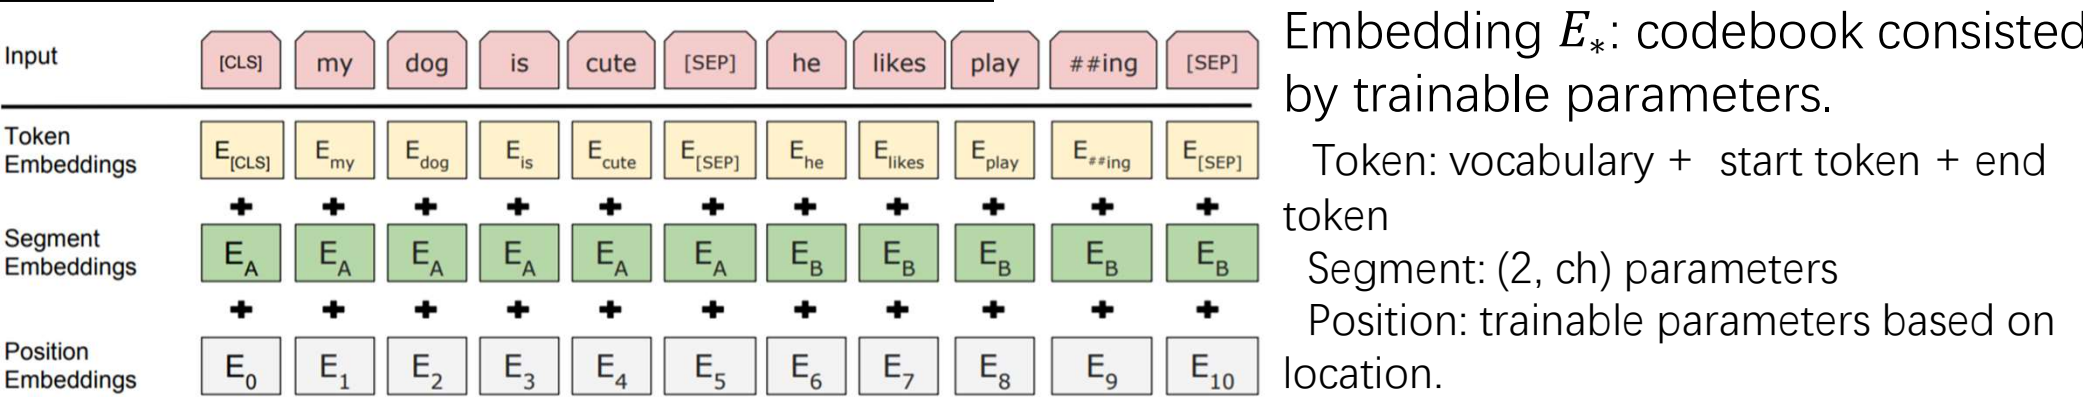 Input [CLS] my dog is cute [SEP] he likes play ##ing [SEP]
Token Embeddings E[CLS] Emy Edog Eis Ecute E[SEP] Ehe Elikes Eplay E##ing E[SEP]
+ + + + + + + + + + +
Segment Embeddings EA EA EA EA EA EA EB EB EB EB EB
+ + + + + + + + + + +
Position Embeddings E0 E1 E2 E3 E4 E5 E6 E7 E8 E9 E10
Embedding E*: codebook consisted
by trainable parameters.
Token: vocabulary + start token + end
token
Segment: (2, ch) parameters
Position: trainable parameters based on
location.